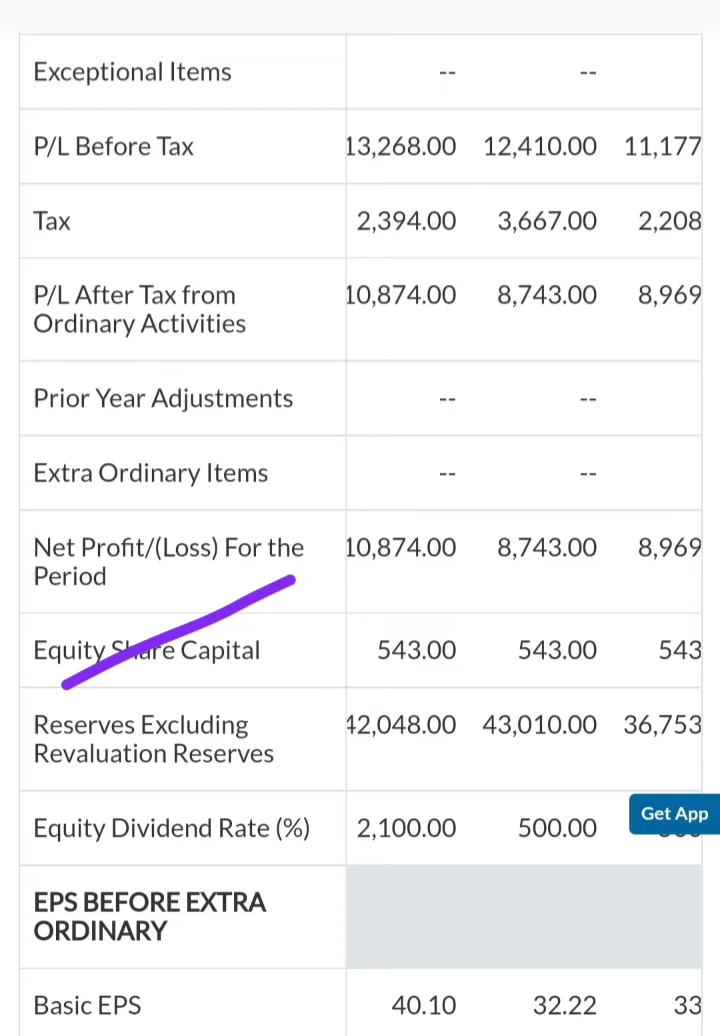 Exceptional Items -- --
P/L Before Tax 13,268.00 12,410.00 11,177
Tax 2,394.00 3,667.00 2,208
P/L After Tax from 10,874.00 8,743.00 8,969
Ordinary Activities
Prior Year Adjustments -- --
Extra Ordinary Items -- --
Net Profit/(Loss) For the 10,874.00 8,743.00 8,969
Period
Equity Share Capital 543.00 543.00 543
Reserves Excluding 42,048.00 43,010.00 36,753
Revaluation Reserves
Equity Dividend Rate (%) 2,100.00 500.00
Get App
EPS BEFORE EXTRA
ORDINARY
Basic EPS 40.10 32.22 33